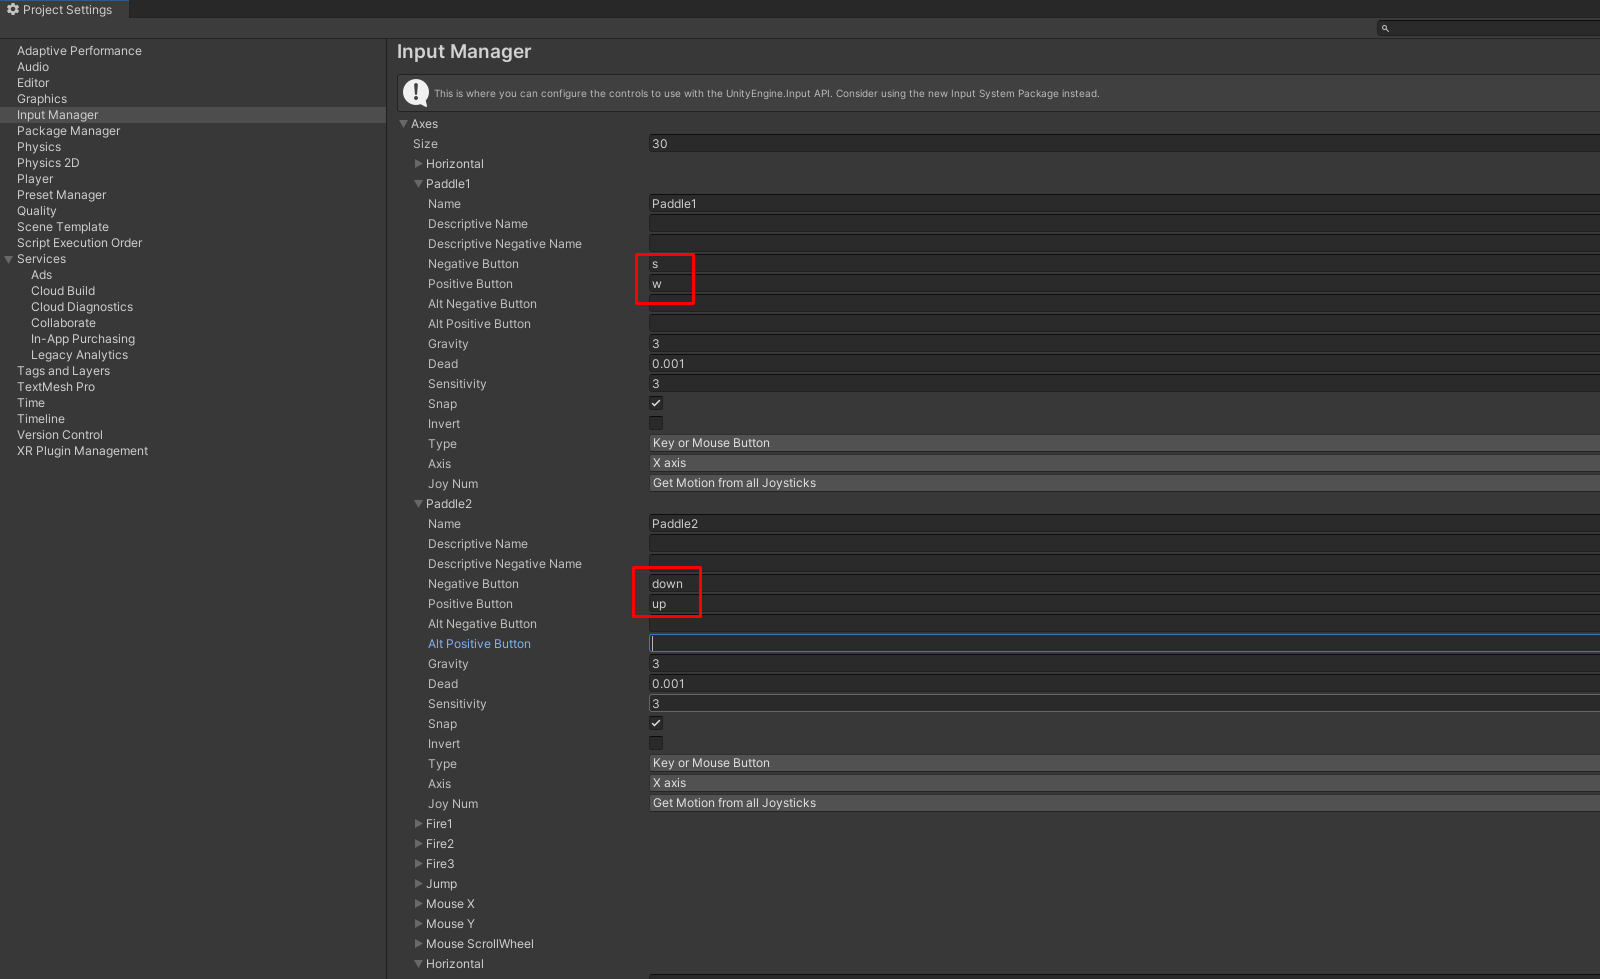 Project Settings
Adaptive Performance
Audio
Editor
Graphics
Input Manager
Package Manager
Physics
Physics 2D
Player
Preset Manager
Quality
Scene Template
Script Execution Order
Services
Ads
Cloud Build
Cloud Diagnostics
Collaborate
In-App Purchasing
Legacy Analytics
Tags and Layers
TextMesh Pro
Time
Timeline
Version Control
XR Plugin Management
Input Manager
This is where you can configure the controls to use with the UnityEngine.Input API. Consider using the new Input System Package instead.
Axes
Size 30
Horizontal
Paddle1
Name Paddle1
Descriptive Name
Descriptive Negative Name
Negative Button s
Positive Button w
Alt Negative Button
Alt Positive Button
Gravity 3
Dead 0.001
Sensitivity 3
Snap
Invert
Type Key or Mouse Button
Axis X axis
Joy Num Get Motion from all Joysticks
Paddle2
Name Paddle2
Descriptive Name
Descriptive Negative Name
Negative Button down
Positive Button up
Alt Negative Button
Alt Positive Button
Gravity 3
Dead 0.001
Sensitivity 3
Snap
Invert
Type Key or Mouse Button
Axis X axis
Joy Num Get Motion from all Joysticks
Fire1
Fire2
Fire3
Jump
Mouse X
Mouse Y
Mouse ScrollWheel
Horizontal